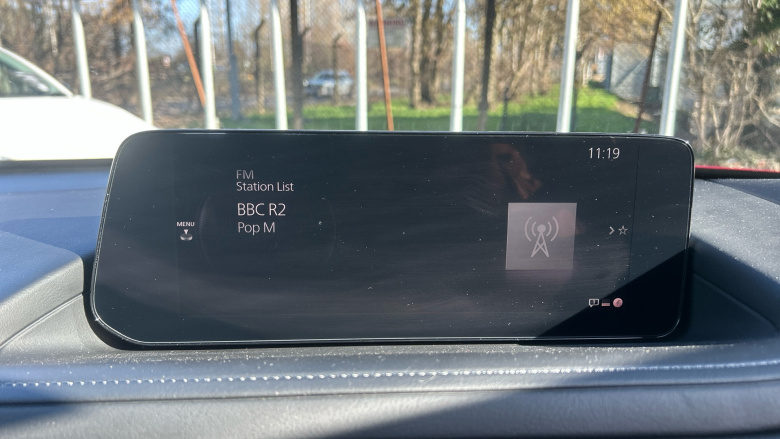 11:19
FM
Station List
BBC R2
Pop M
MENU